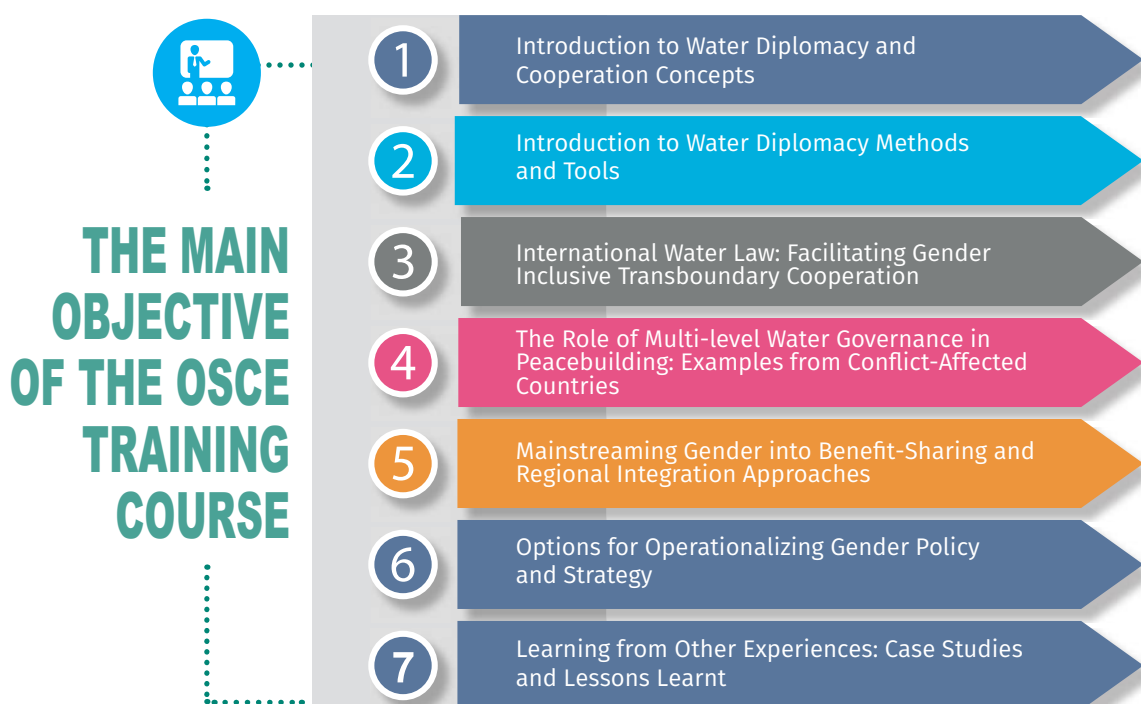 THE MAIN
OBJECTIVE
OF THE OSCE
TRAINING
COURSE
1
Introduction to Water Diplomacy and
Cooperation Concepts
2
Introduction to Water Diplomacy Methods
and Tools
3
International Water Law: Facilitating Gender
Inclusive Transboundary Cooperation
4
The Role of Multi-level Water Governance in
Peacebuilding: Examples from Conflict-Affected
Countries
5
Mainstreaming Gender into Benefit-Sharing and
Regional Integration Approaches
6
Options for Operationalizing Gender Policy
and Strategy
7
Learning from Other Experiences: Case Studies
and Lessons Learnt